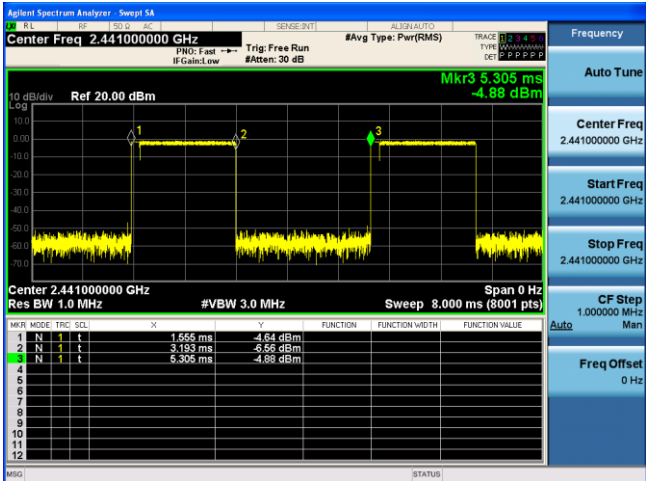 Agilent Spectrum Analyzer - Swept SA
RL RF 50 Ω AC SENSE:INT ALIGN AUTO
Center Freq 2.441000000 GHz
PNO: Fast
IFGain:Low
Trig: Free Run
#Atten: 30 dB
#Avg Type: Pwr(RMS)
TRACE 1 2 3 4 5 6
TYPE
DET P P P P P P
Mkr3 5.305 ms
-4.88 dBm
10 dB/div Ref 20.00 dBm
Log
10.0
0.00
-10.0
-20.0
-30.0
-40.0
-50.0
-60.0
-70.0
1
2
3
Center 2.441000000 GHz Span 0 Hz
Res BW 1.0 MHz #VBW 3.0 MHz Sweep 8.000 ms (8001 pts)
MKR MODE TRC SCL X Y FUNCTION FUNCTION WIDTH FUNCTION VALUE
1 N 1 t 1.555 ms -4.64 dBm
2 N 1 t 3.193 ms -6.56 dBm
3 N 1 t 5.305 ms -4.88 dBm
4
5
6
7
8
9
10
11
12
MSG STATUS
Frequency
Auto Tune
Center Freq
2.441000000 GHz
Start Freq
2.441000000 GHz
Stop Freq
2.441000000 GHz
CF Step
1.000000 MHz
Auto Man
Freq Offset
0 Hz